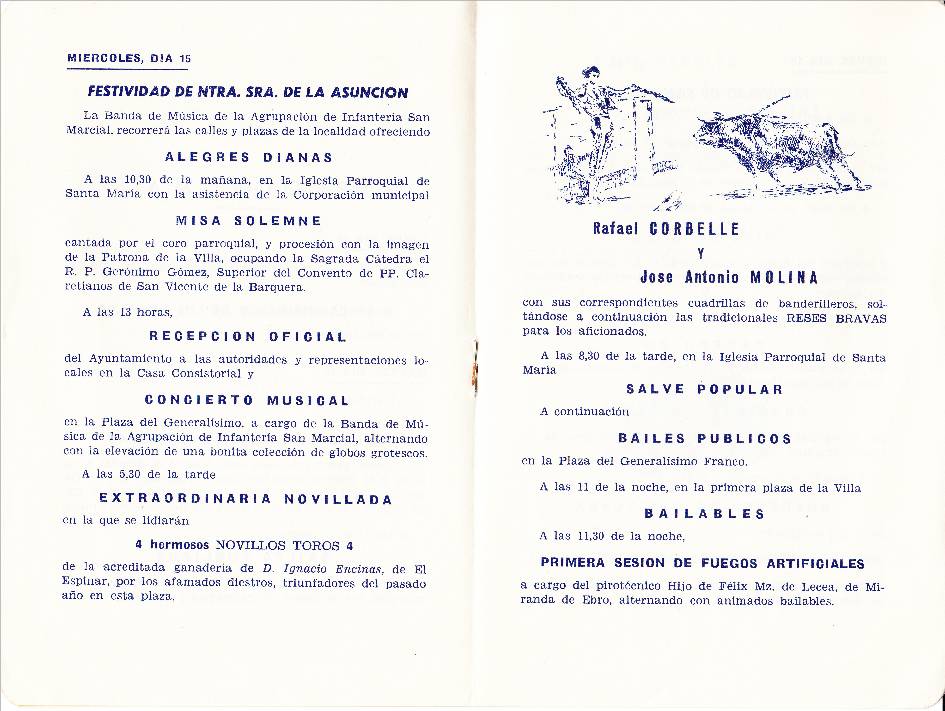 MIERCOLES, DIA 15
FESTIVIDAD DE NTRA. SRA. DE LA ASUNCION
La Banda de Música de la Agrupación de Infantería San
Marcial, recorrerá las calles y plazas de la localidad ofreciendo
ALEGRES DIANAS
A las 10,30 de la mañana, en la Iglesia Parroquial de
Santa María con la asistencia de la Corporación municipal
MISA SOLEMNE
cantada por el coro parroquial, y procesión con la imagen
de la Patrona de la Villa, ocupando la Sagrada Cátedra el
R. P. Gerónimo Gómez, Superior del Convento de PP. Cla-
retianos de San Vicente de la Barquera.
A las 13 horas,
RECEPCION OFICIAL
del Ayuntamiento a las autoridades y representaciones lo-
cales en la Casa Consistorial y
CONCIERTO MUSICAL
en la Plaza del Generalísimo, a cargo de la Banda de Mú-
sica de la Agrupación de Infantería San Marcial, alternando
con la elevación de una bonita colección de globos grotescos.
A las 5,30 de la tarde
EXTRAORDINARIA NOVILLADA
en la que se lidiarán
4 hermosos NOVILLOS TOROS 4
de la acreditada ganadería de D. Ignacio Encinas, de El
Espinar, por los afamados diestros, triunfadores del pasado
año en esta plaza,
Rafael CORBELLE
Y
Jose Antonio MOLINA
con sus correspondientes cuadrillas de banderilleros, sol-
tándose a continuación las tradicionales RESES BRAVAS
para los aficionados.
A las 8,30 de la tarde, en la Iglesia Parroquial de Santa
María
SALVE POPULAR
A continuación
BAILES PUBLICOS
en la Plaza del Generalísimo Franco.
A las 11 de la noche, en la primera plaza de la Villa
BAILABLES
A las 11,30 de la noche,
PRIMERA SESION DE FUEGOS ARTIFICIALES
a cargo del pirotécnico Hijo de Félix Mz. de Lecea, de Mi-
randa de Ebro, alternando con animados bailables.